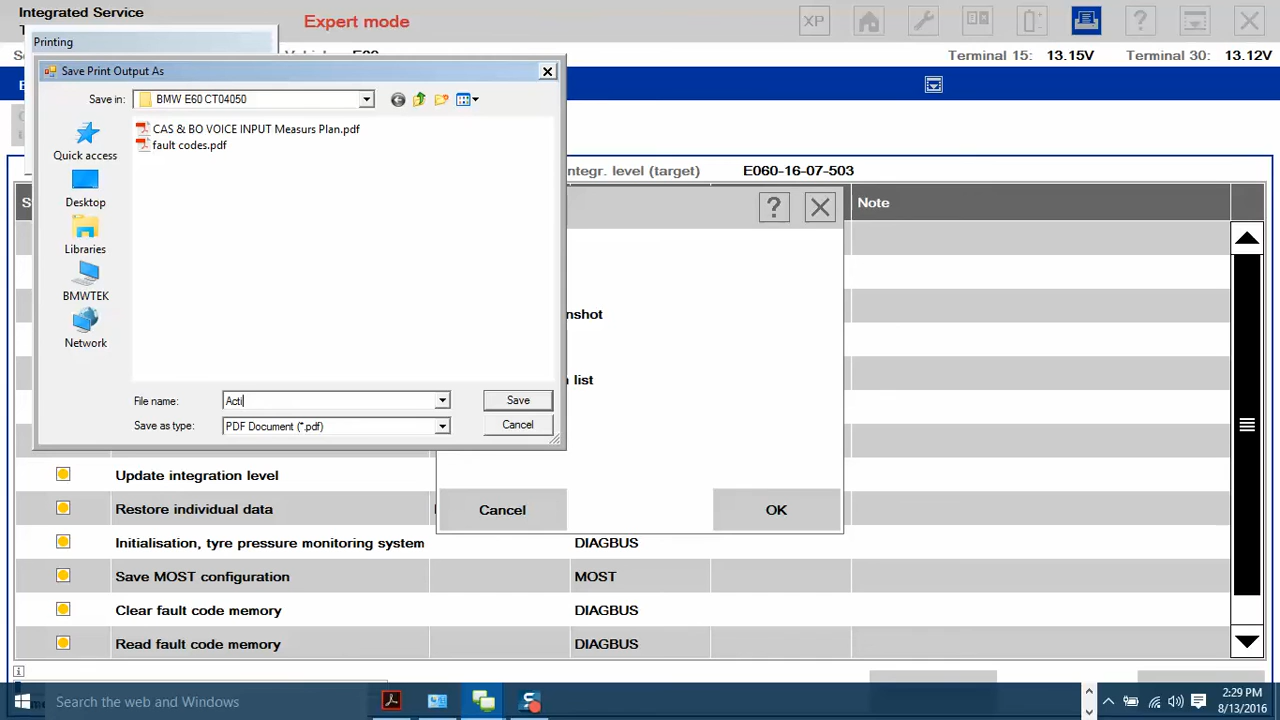 Integrated Service
Expert mode
XP
?
Printing
Terminal 15: 13.15V Terminal 30: 13.12V
Save Print Output As
Save in: BMW E60 CT04050
CAS & BO VOICE INPUT Measurs Plan.pdf
fault codes.pdf
Quick access
Desktop
Libraries
BMWTEK
Network
File name: Acti
Save
Save as type: PDF Document (*.pdf)
Cancel
ntegr. level (target) E060-16-07-503
Note
?
nshot
list
Cancel OK
Update integration level
Restore individual data
Initialisation, tyre pressure monitoring system DIAGBUS
Save MOST configuration MOST
Clear fault code memory DIAGBUS
Read fault code memory DIAGBUS
i
Search the web and Windows
2:29 PM
8/13/2016